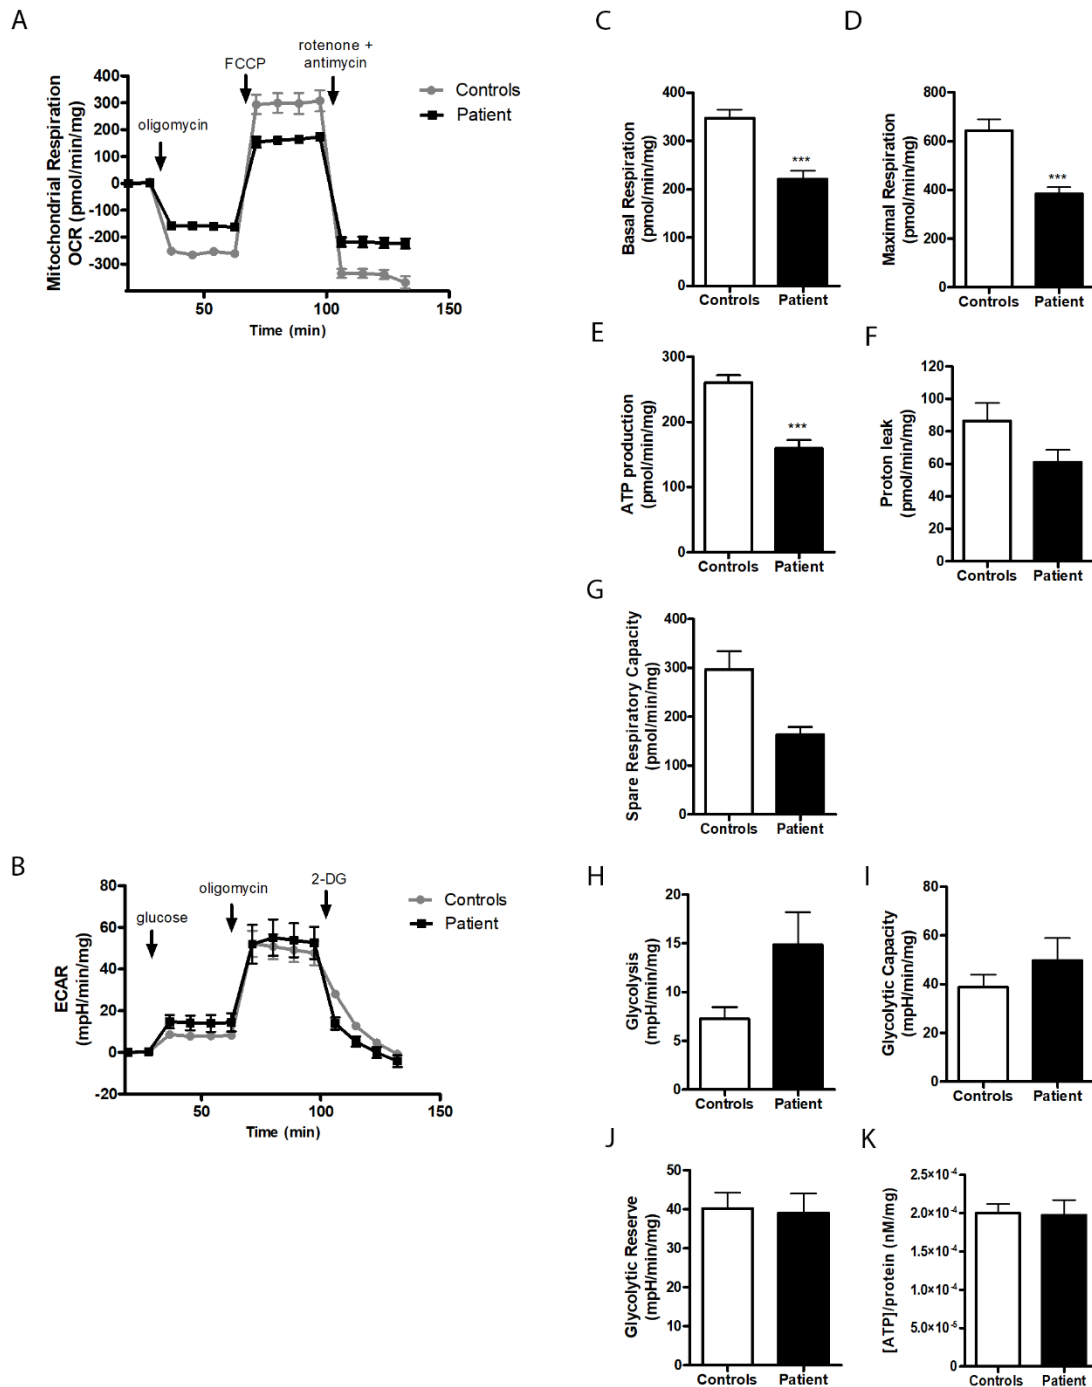 A
Mitochondrial Respiration
OCR (pmol/min/mg)
400
300
200
100
0
-100
-200
-300
oligomycin
FCCP
rotenone +
antimycin
Controls
Patient
50
100
150
Time (min)
C
Basal Respiration
(pmol/min/mg)
400
300
200
100
0
***
Controls
Patient
D
Maximal Respiration
(pmol/min/mg)
800
600
400
200
0
***
Controls
Patient
E
ATP production
(pmol/min/mg)
300
200
100
0
***
Controls
Patient
F
Proton leak
(pmol/min/mg)
120
100
80
60
40
20
0
Controls
Patient
G
Spare Respiratory Capacity
(pmol/min/mg)
400
300
200
100
0
Controls
Patient
B
ECAR
(mpH/min/mg)
80
60
40
20
0
-20
glucose
oligomycin
2-DG
Controls
Patient
50
100
150
Time (min)
H
Glycolysis
(mpH/min/mg)
20
15
10
5
0
Controls
Patient
I
Glycolytic Capacity
(mpH/min/mg)
80
60
40
20
0
Controls
Patient
J
Glycolytic Reserve
(mpH/min/mg)
50
40
30
20
10
0
Controls
Patient
K
[ATP]/protein (nM/mg)
2.5×10-4
2.0×10-4
1.5×10-4
1.0×10-4
5.0×10-5
0
Controls
Patient